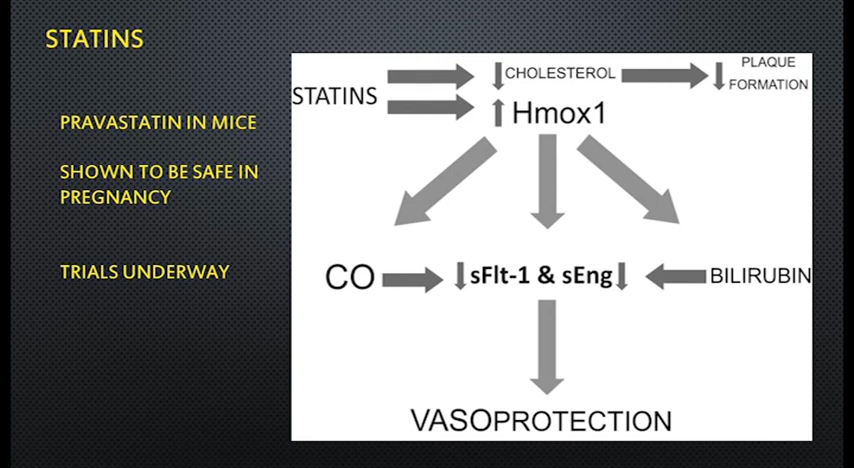 STATINS
PRAVASTATIN IN MICE
SHOWN TO BE SAFE IN
PREGNANCY
TRIALS UNDERWAY
STATINS
CHOLESTEROL
PLAQUE
FORMATION
Hmox1
CO
sFlt-1 & sEng
BILIRUBIN
VASOPROTECTION